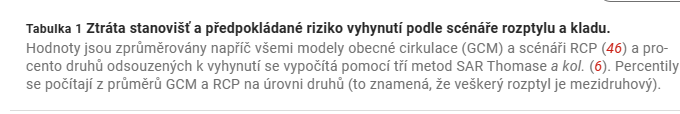 Tabulka 1 Ztráta stanovišť a předpokládané riziko vyhynutí podle scénáře rozptylu a kladu.
Hodnoty jsou zprůměrovány napříč všemi modely obecné cirkulace (GCM) a scénáři RCP (46) a pro-
cento druhů odsouzených k vyhynutí se vypočítá pomocí tří metod SAR Thomase a kol. (6). Percentily
se počítají z průměrů GCM a RCP na úrovni druhů (to znamená, že veškerý rozptyl je mezidruhový).